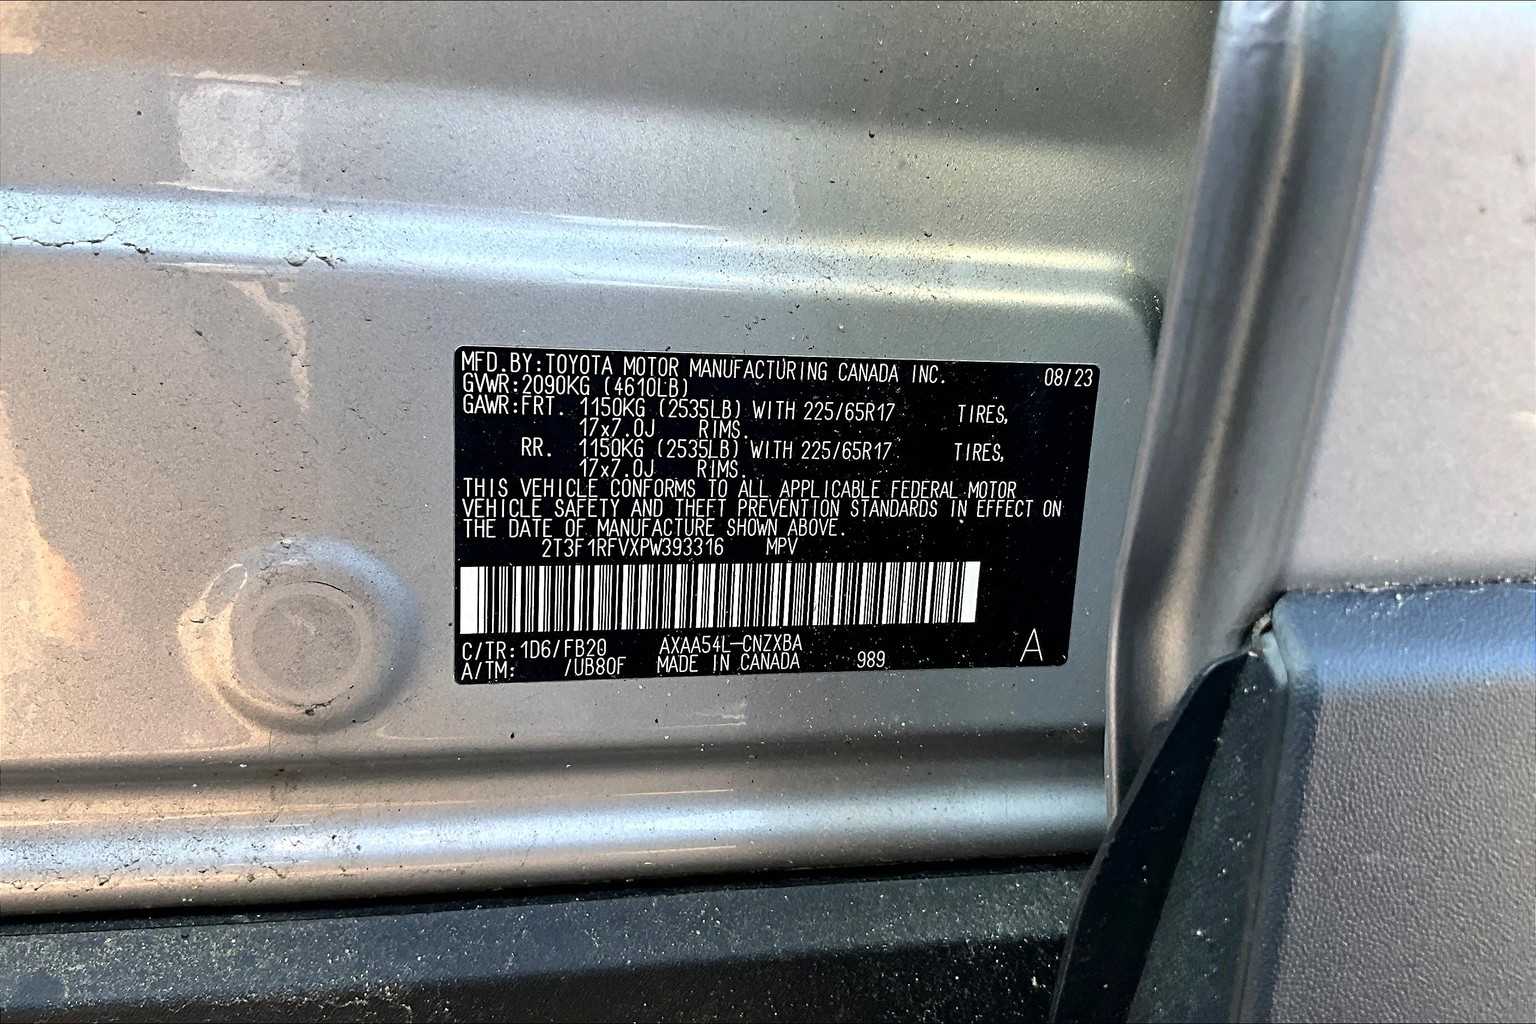 MFD.BY:TOYOTA MOTOR MANUFACTURING CANADA INC. 08/23
GVWR:2090KG (4610LB)
GAWR:FRT. 1150KG (2535LB) WITH 225/65R17 TIRES,
17x7.0J RIMS.
RR. 1150KG (2535LB) WITH 225/65R17 TIRES,
17x7.0J RIMS.
THIS VEHICLE CONFORMS TO ALL APPLICABLE FEDERAL MOTOR
VEHICLE SAFETY AND THEFT PREVENTION STANDARDS IN EFFECT ON
THE DATE OF MANUFACTURE SHOWN ABOVE.
2T3F1RFVXPW393316 MPV
C/TR:1D6/FB20 AXAA54L-CNZXBA
A/TM: /UB80F MADE IN CANADA 989 A